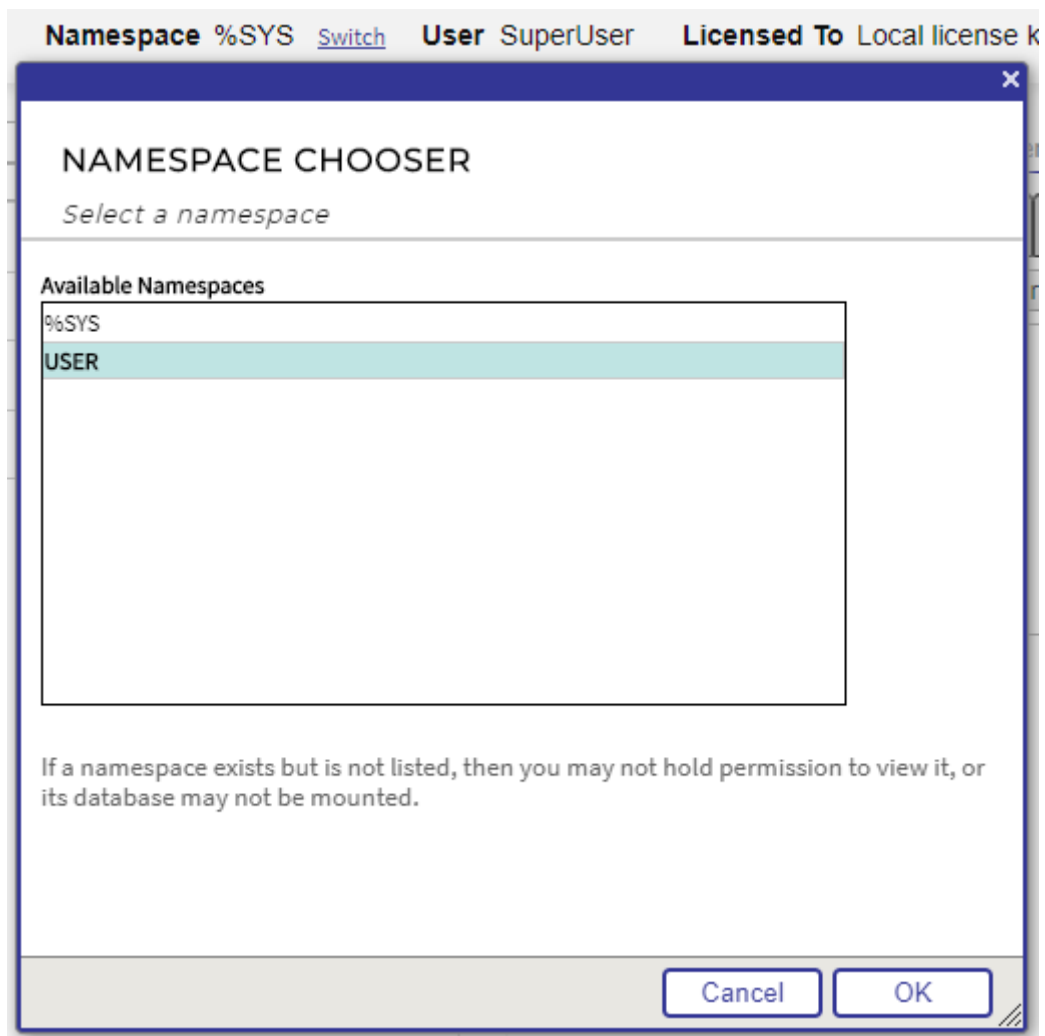 Namespace %SYS Switch User SuperUser Licensed To Local license k
NAMESPACE CHOOSER
Select a namespace
Available Namespaces
%SYS
USER
If a namespace exists but is not listed, then you may not hold permission to view it, or
its database may not be mounted.
Cancel OK